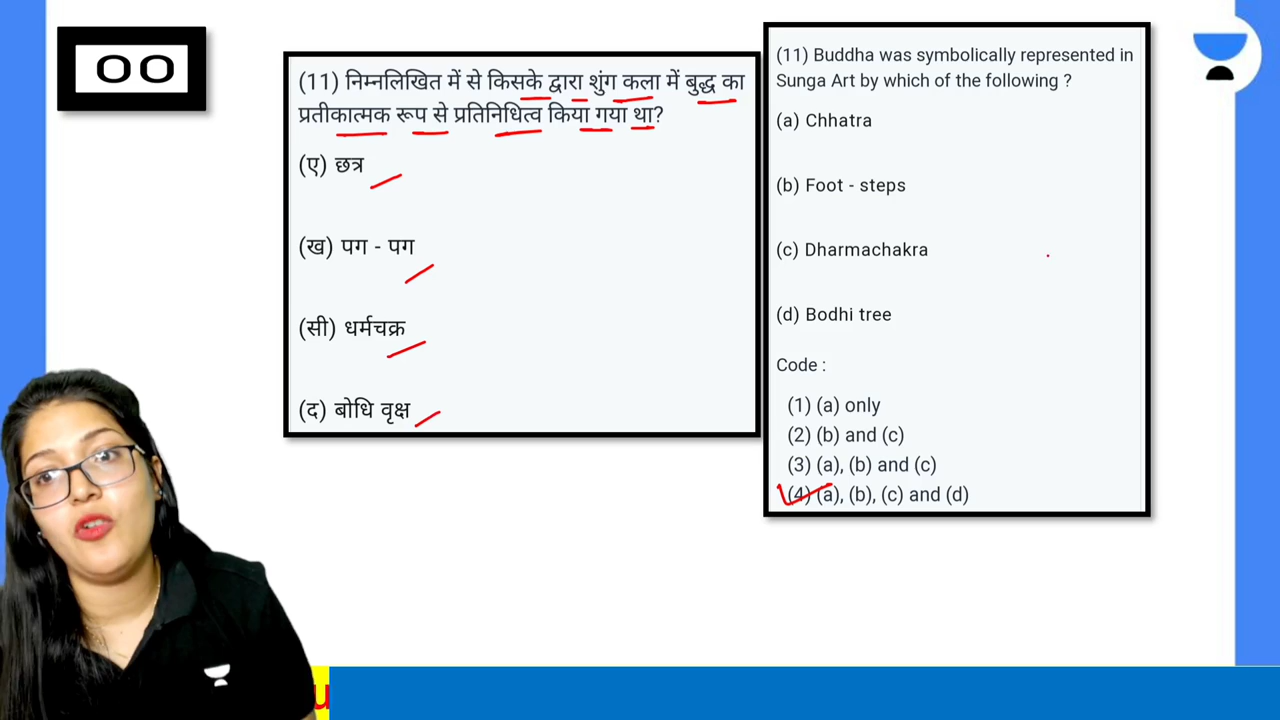 00
(11) निम्नलिखित में से किसके द्वारा शुंग कला में बुद्ध का
प्रतीकात्मक रूप से प्रतिनिधित्व किया गया था?
(ए) छत्र
(ख) पग - पग
(सी) धर्मचक्र
(द) बोधि वृक्ष
(11) Buddha was symbolically represented in
Sunga Art by which of the following ?
(a) Chhatra
(b) Foot - steps
(c) Dharmachakra
(d) Bodhi tree
Code :
(1) (a) only
(2) (b) and (c)
(3) (a), (b) and (c)
(4) (a), (b), (c) and (d)